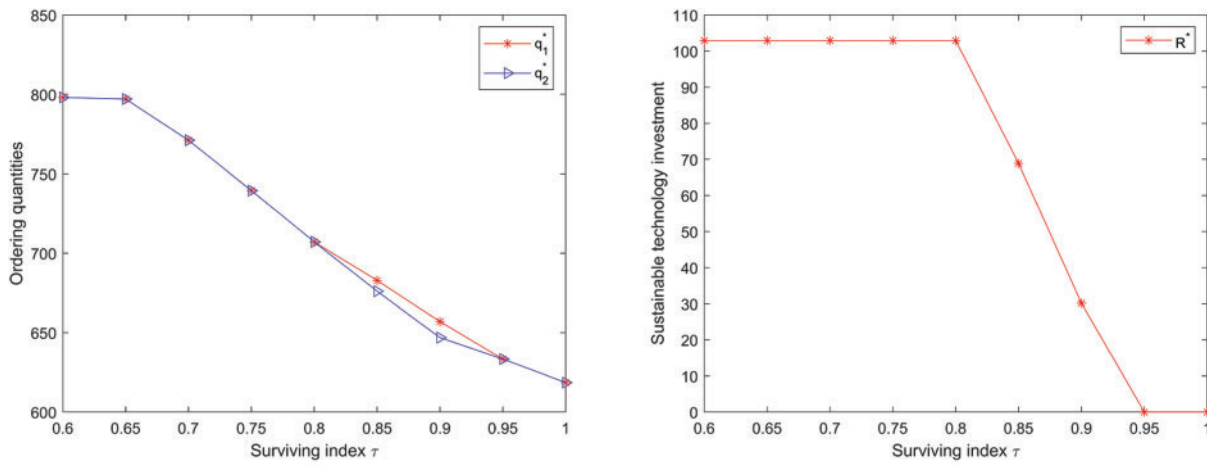 850
800
750
700
650
600
Ordering quantities
0.6 0.65 0.7 0.75 0.8 0.85 0.9 0.95 1
Surviving index τ
q*1
q*2
110
100
90
80
70
60
50
40
30
20
10
0
Sustainable technology investment
0.6 0.65 0.7 0.75 0.8 0.85 0.9 0.95 1
Surviving index τ
R*